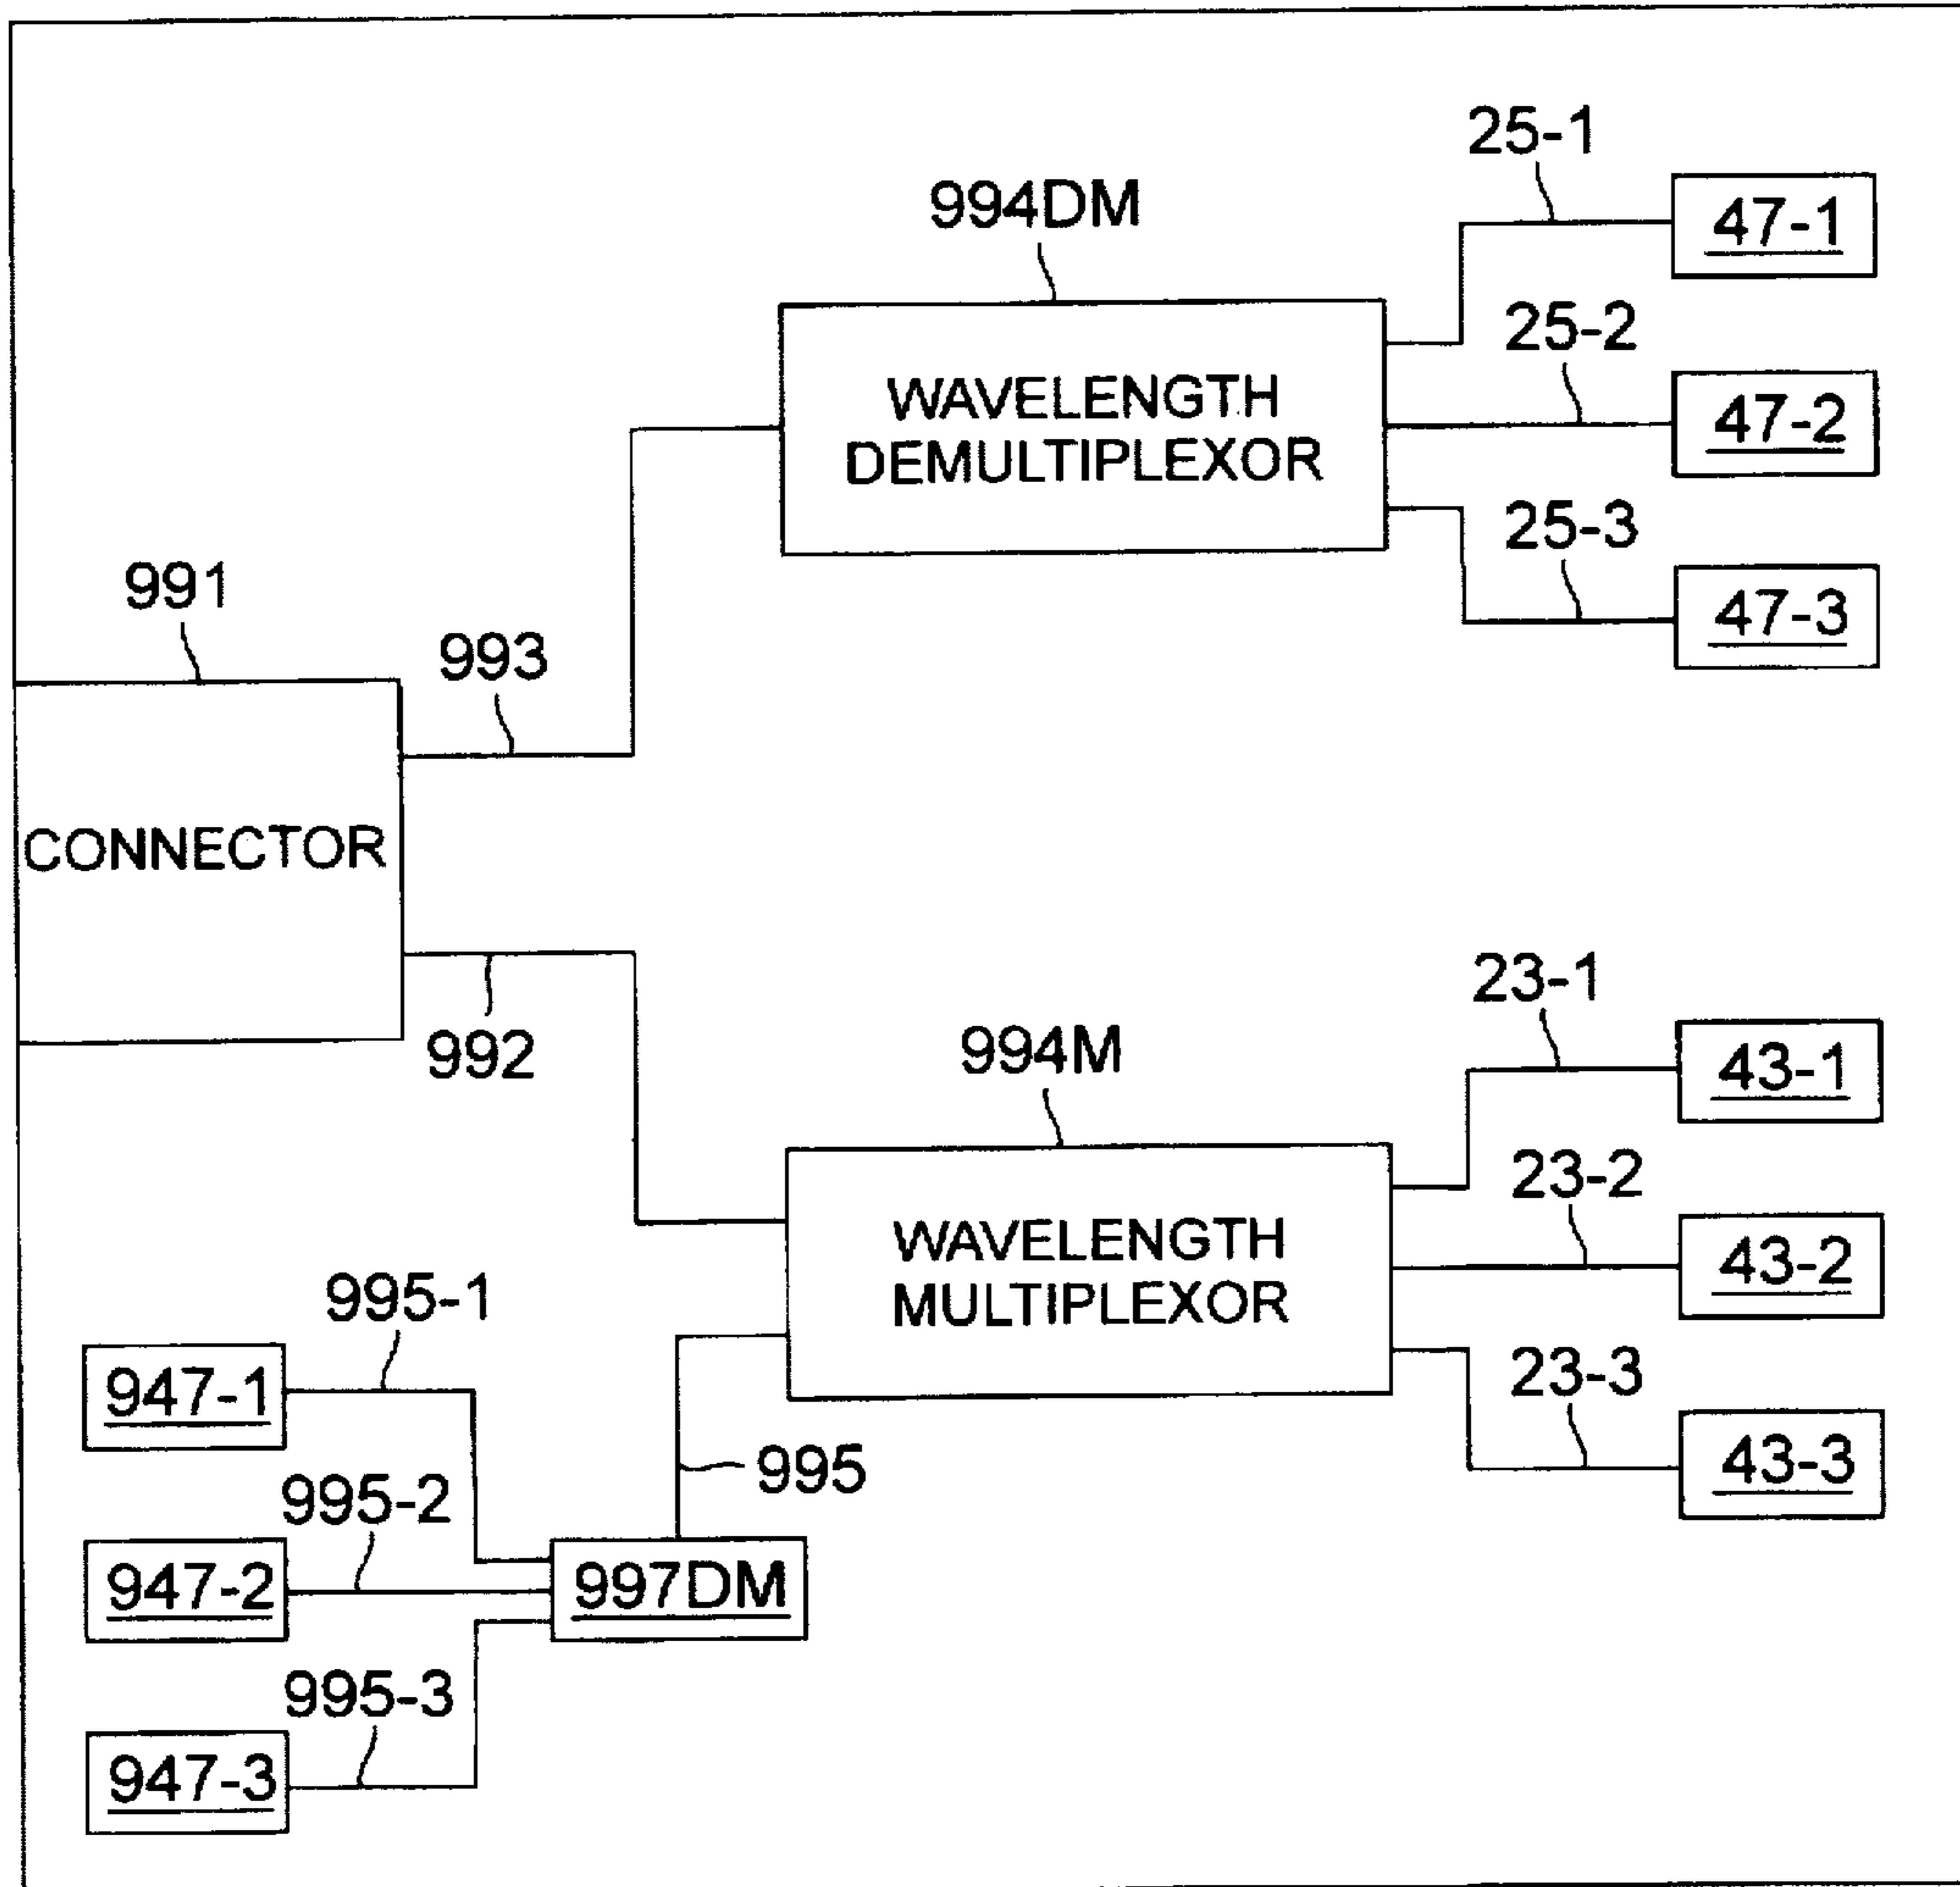 25-1
994DM
47-1
25-2
WAVELENGTH
DEMULTIPLEXOR
47-2
25-3
991
993
47-3
CONNECTOR
23-1
992
994M
43-1
23-2
WAVELENGTH
MULTIPLEXOR
43-2
995-1
23-3
947-1
995
43-3
995-2
947-2
997DM
995-3
947-3